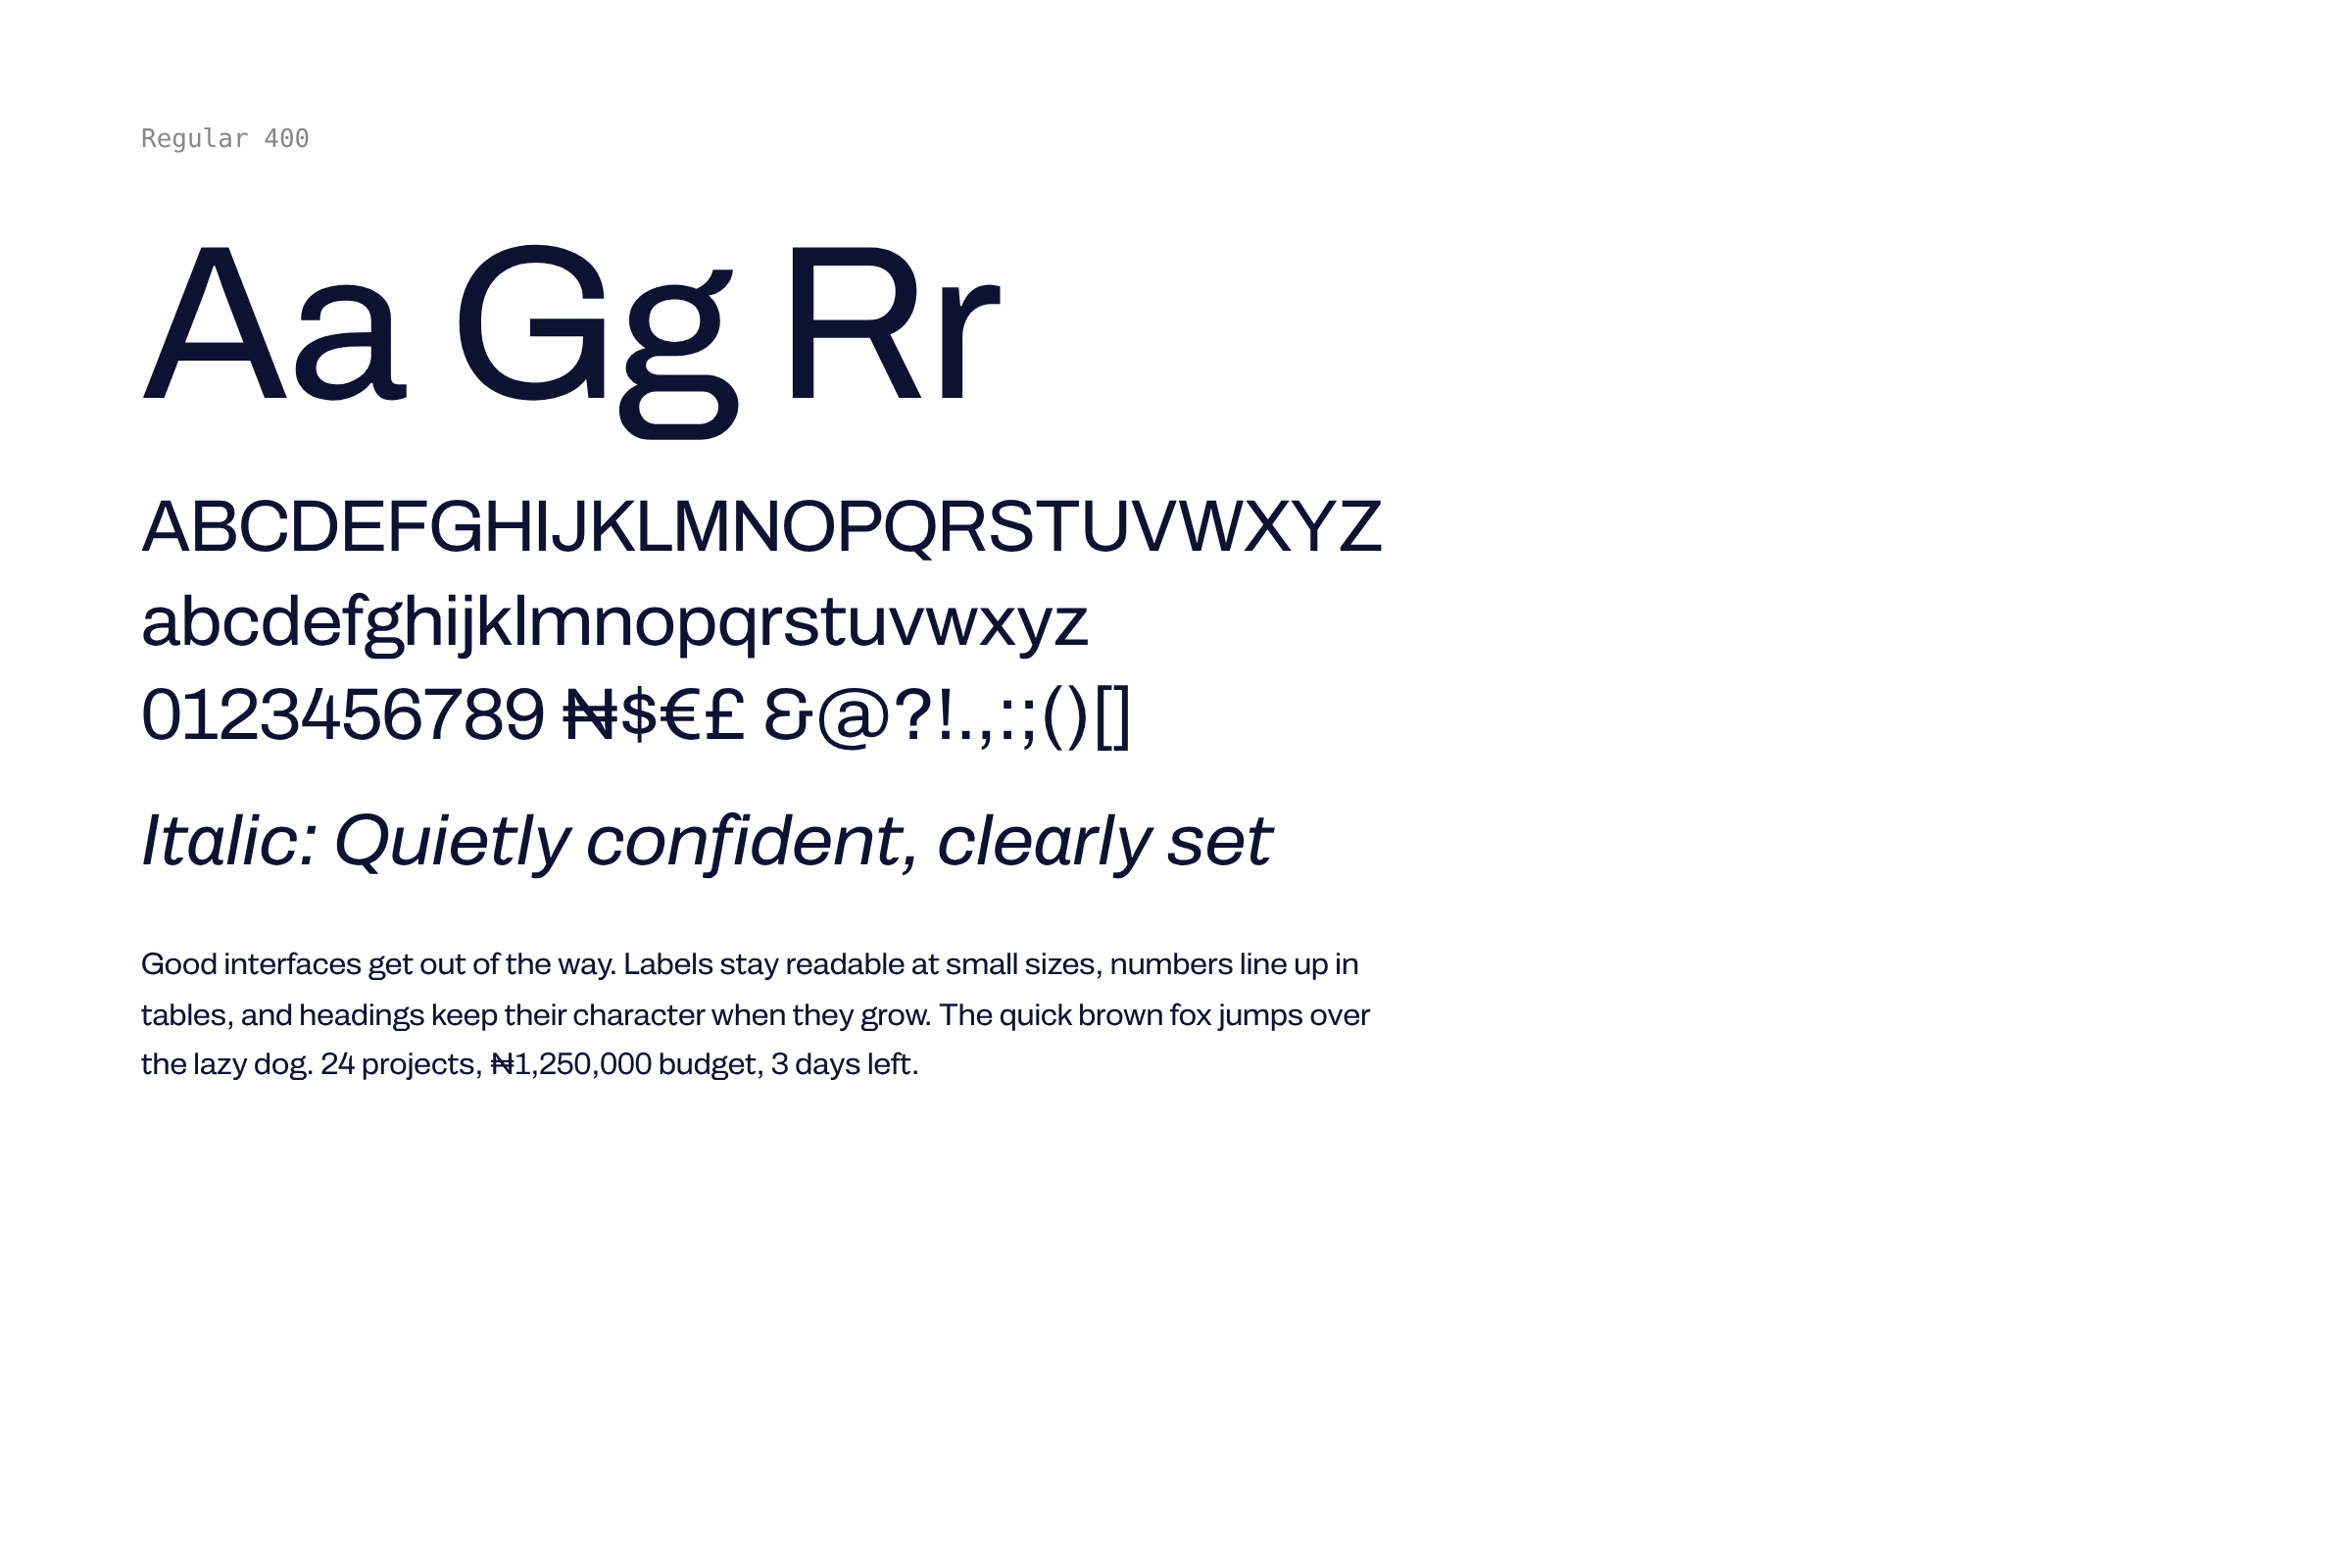 Regular 400
Aa Gg Rr
ABCDEFGHIJKLMNOPQRSTUVWXYZ
abcdefghijklmnopqrstuvwxyz
0123456789 ₦$€£ &@?!.,:;()[]
Italic: Quietly confident, clearly set
Good interfaces get out of the way. Labels stay readable at small sizes, numbers line up in
tables, and headings keep their character when they grow. The quick brown fox jumps over
the lazy dog. 24 projects, ₦1,250,000 budget, 3 days left.